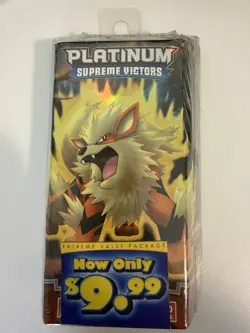 PLATINUM
SUPREME VICTORS
EXTREME VALUE PACKAGE
Now Only
$9.99